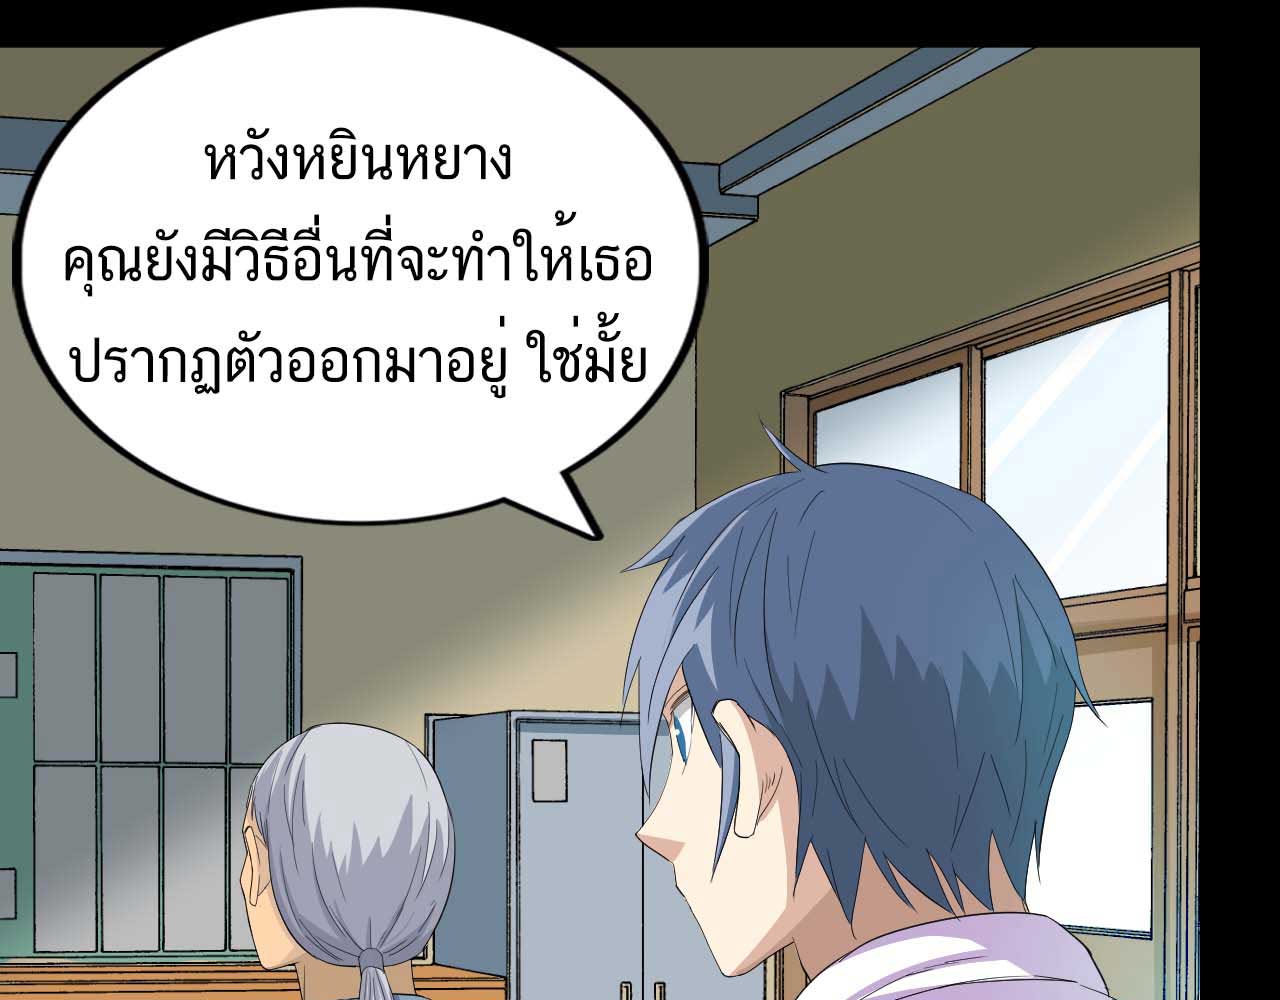 หวังหยินหยาง
คุณยังมีวิธีอื่นที่จะทำให้เธอ
ปรากฏตัวออกมาอยู่ ใช่มั้ย